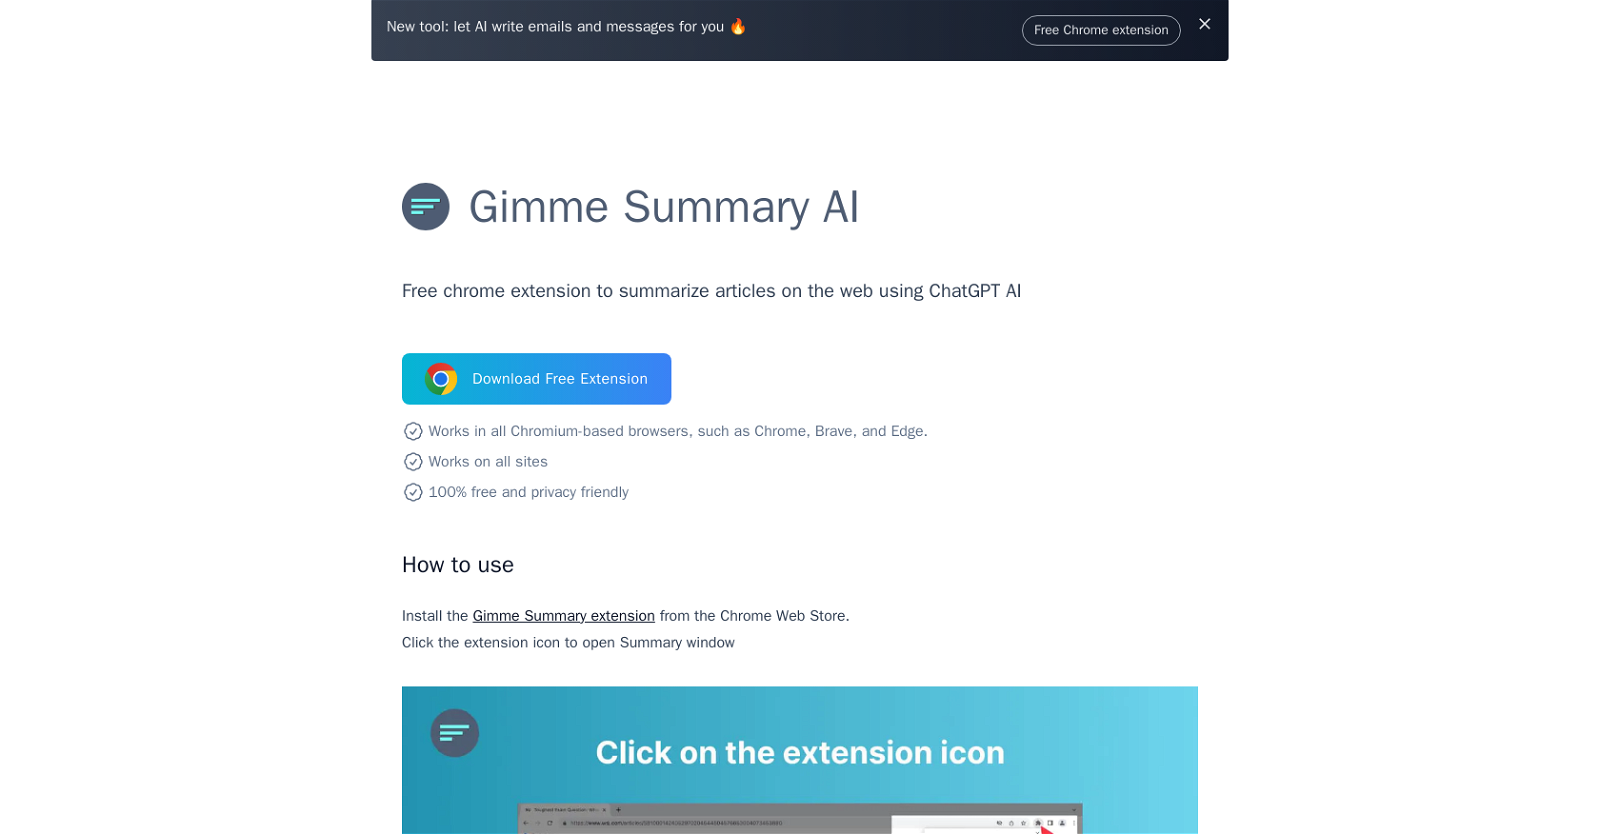 New tool: let AI write emails and messages for you 🔥
Free Chrome extension
Gimme Summary AI
Free chrome extension to summarize articles on the web using ChatGPT AI
Download Free Extension
Works in all Chromium-based browsers, such as Chrome, Brave, and Edge.
Works on all sites
100% free and privacy friendly
How to use
Install the Gimme Summary extension from the Chrome Web Store.
Click the extension icon to open Summary window
Click on the extension icon